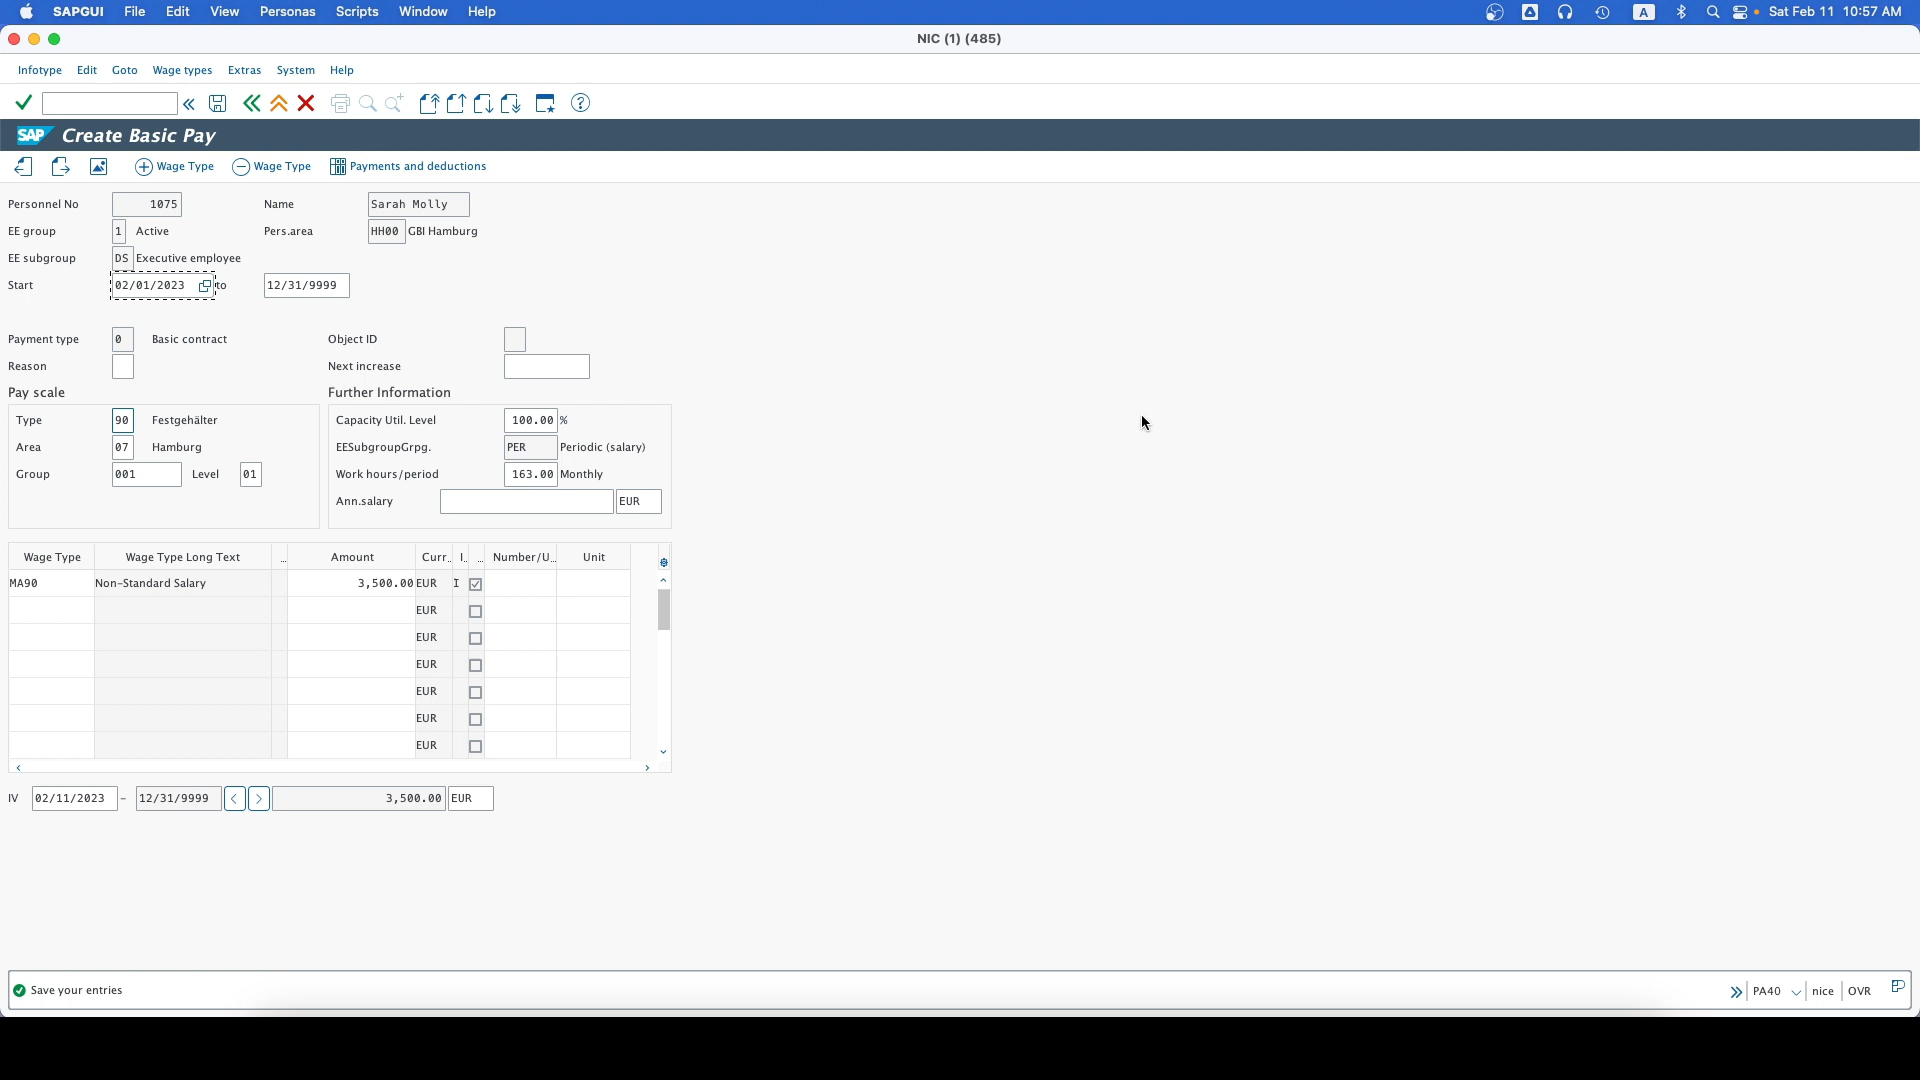 SAPGUI File Edit View Personas Scripts Window Help A Sat Feb 11 10:57 AM
NIC (1) (485)
Infotype Edit Goto Wage types Extras System Help
SAP Create Basic Pay
Wage Type Wage Type Payments and deductions
Personnel No 1075 Name Sarah Molly
EE group 1 Active Pers.area HH00 GBI Hamburg
EE subgroup DS Executive employee
Start 02/01/2023 to 12/31/9999
Payment type 0 Basic contract Object ID
Reason Next increase
Pay scale Further Information
Type 90 Festgehälter Capacity Util. Level 100.00 %
Area 07 Hamburg EESubgroupGrpg. PER Periodic (salary)
Group 001 Level 01 Work hours/period 163.00 Monthly
Ann.salary EUR
Wage Type Wage Type Long Text .. Amount Curr.. I.. .. Number/U... Unit
MA90 Non-Standard Salary 3,500.00 EUR I
EUR
EUR
EUR
EUR
EUR
EUR
IV 02/11/2023 - 12/31/9999 3,500.00 EUR
Save your entries PA40 nice OVR